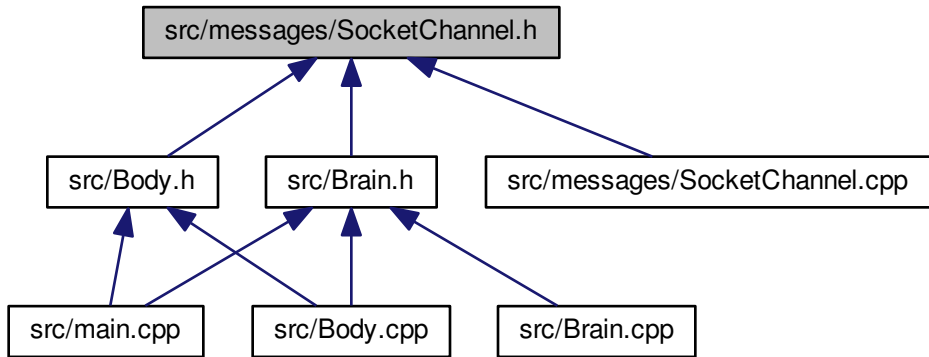 src/messages/SocketChannel.h
src/Body.h
src/Brain.h
src/messages/SocketChannel.cpp
src/main.cpp
src/Body.cpp
src/Brain.cpp